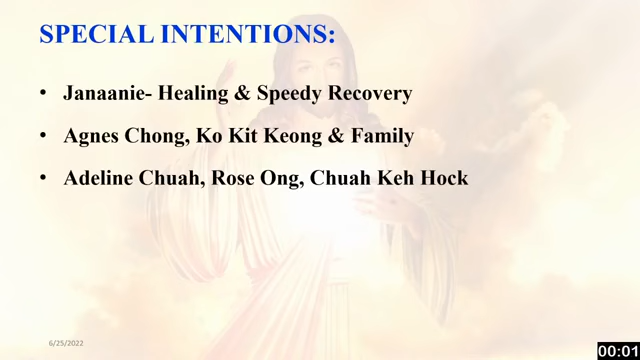 SPECIAL INTENTIONS:
• Janaanie- Healing & Speedy Recovery
• Agnes Chong, Ko Kit Keong & Family
• Adeline Chuah, Rose Ong, Chuah Keh Hock
6/25/2022
00:01